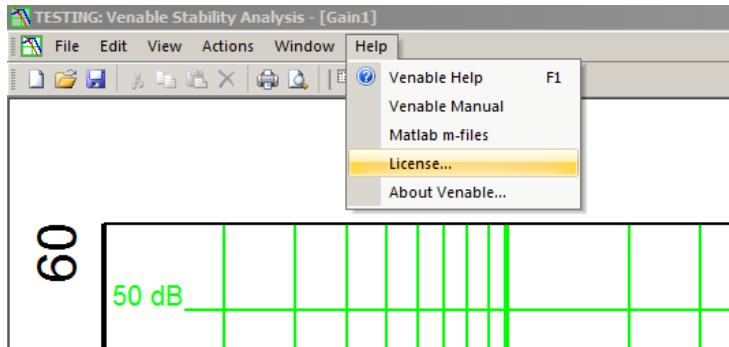 TESTING: Venable Stability Analysis - [Gain1]
File Edit View Actions Window Help
Venable Help F1
Venable Manual
Matlab m-files
License...
About Venable...
60
50 dB